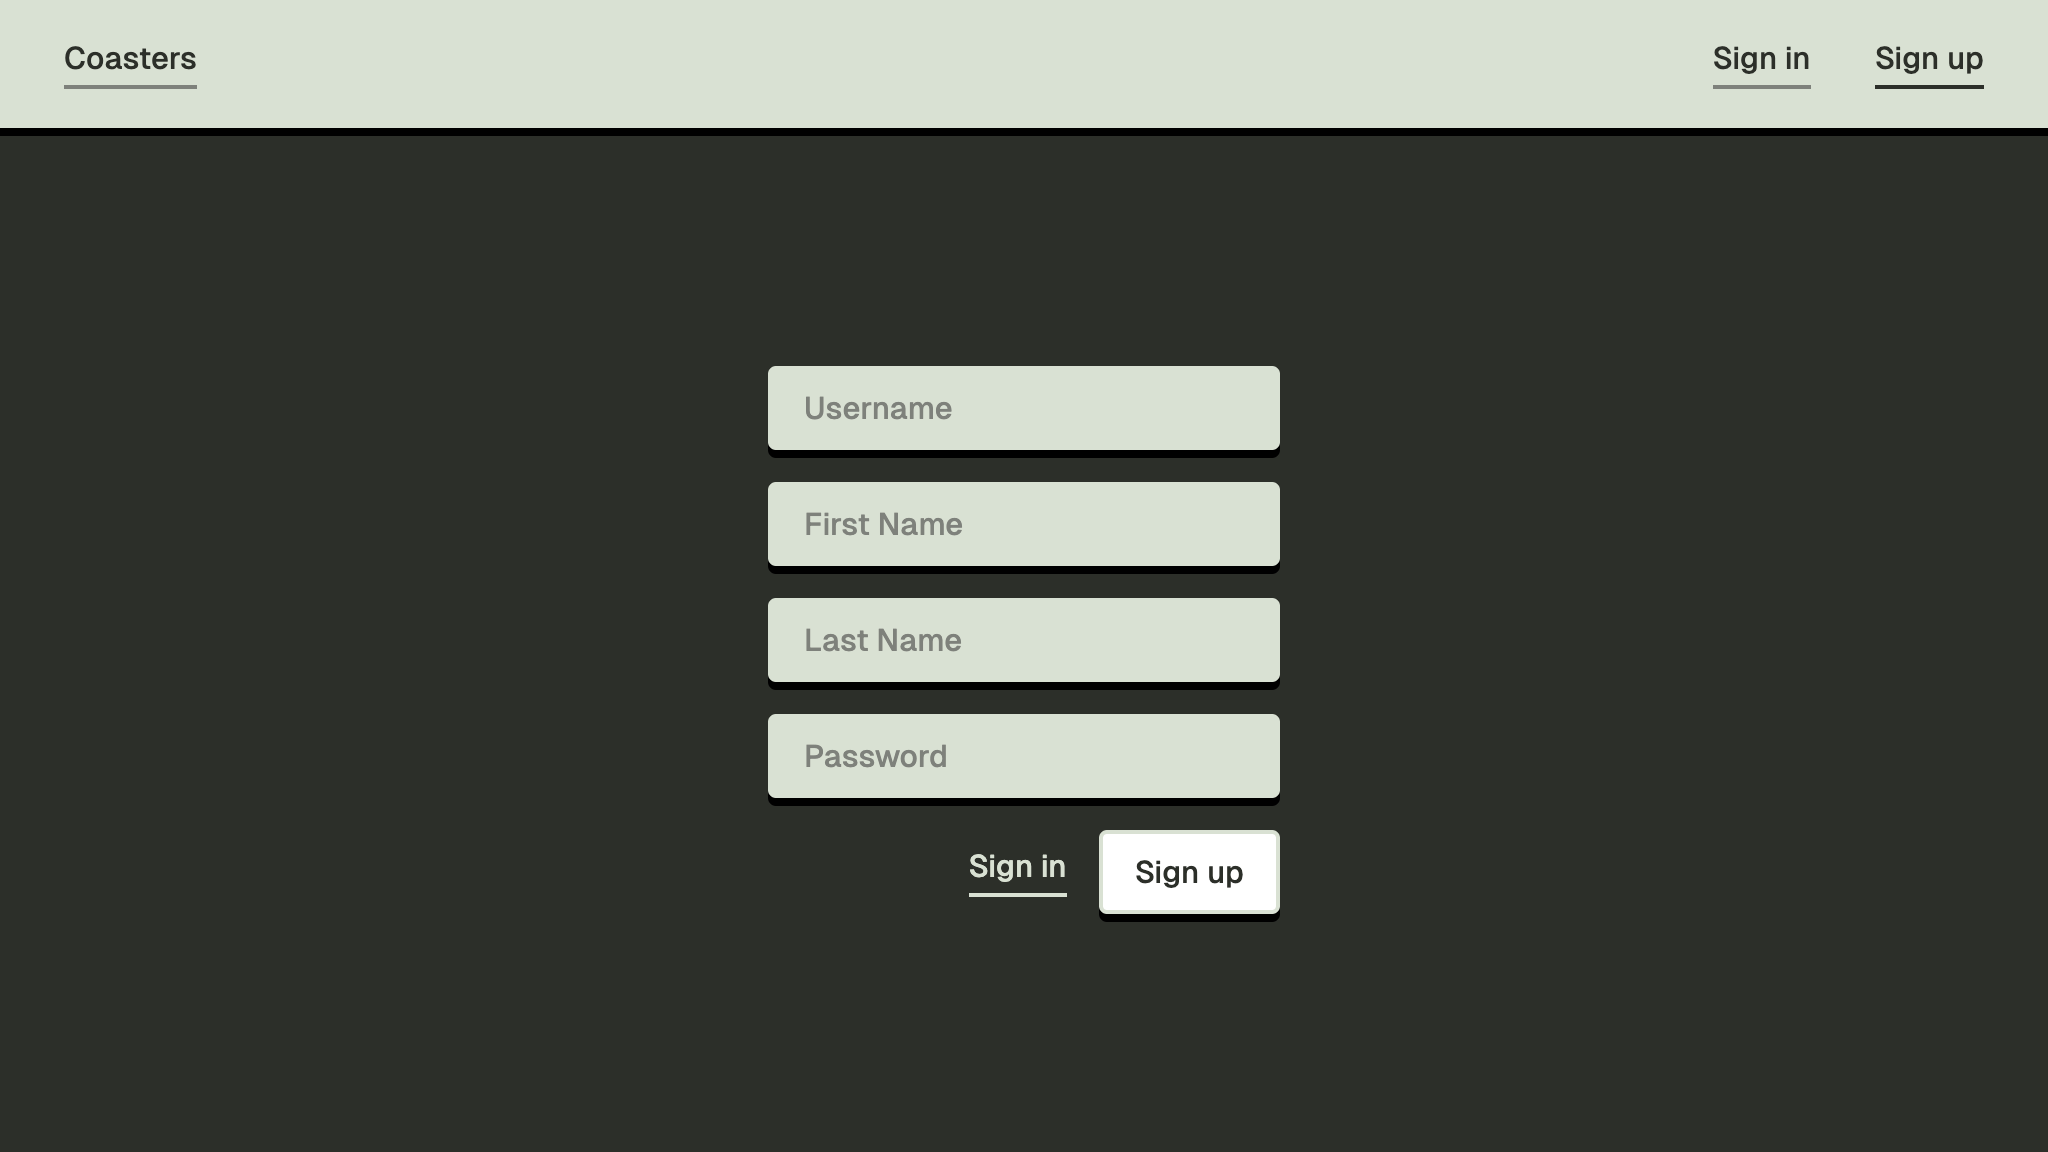 Coasters
Sign in
Sign up
Username
First Name
Last Name
Password
Sign in
Sign up